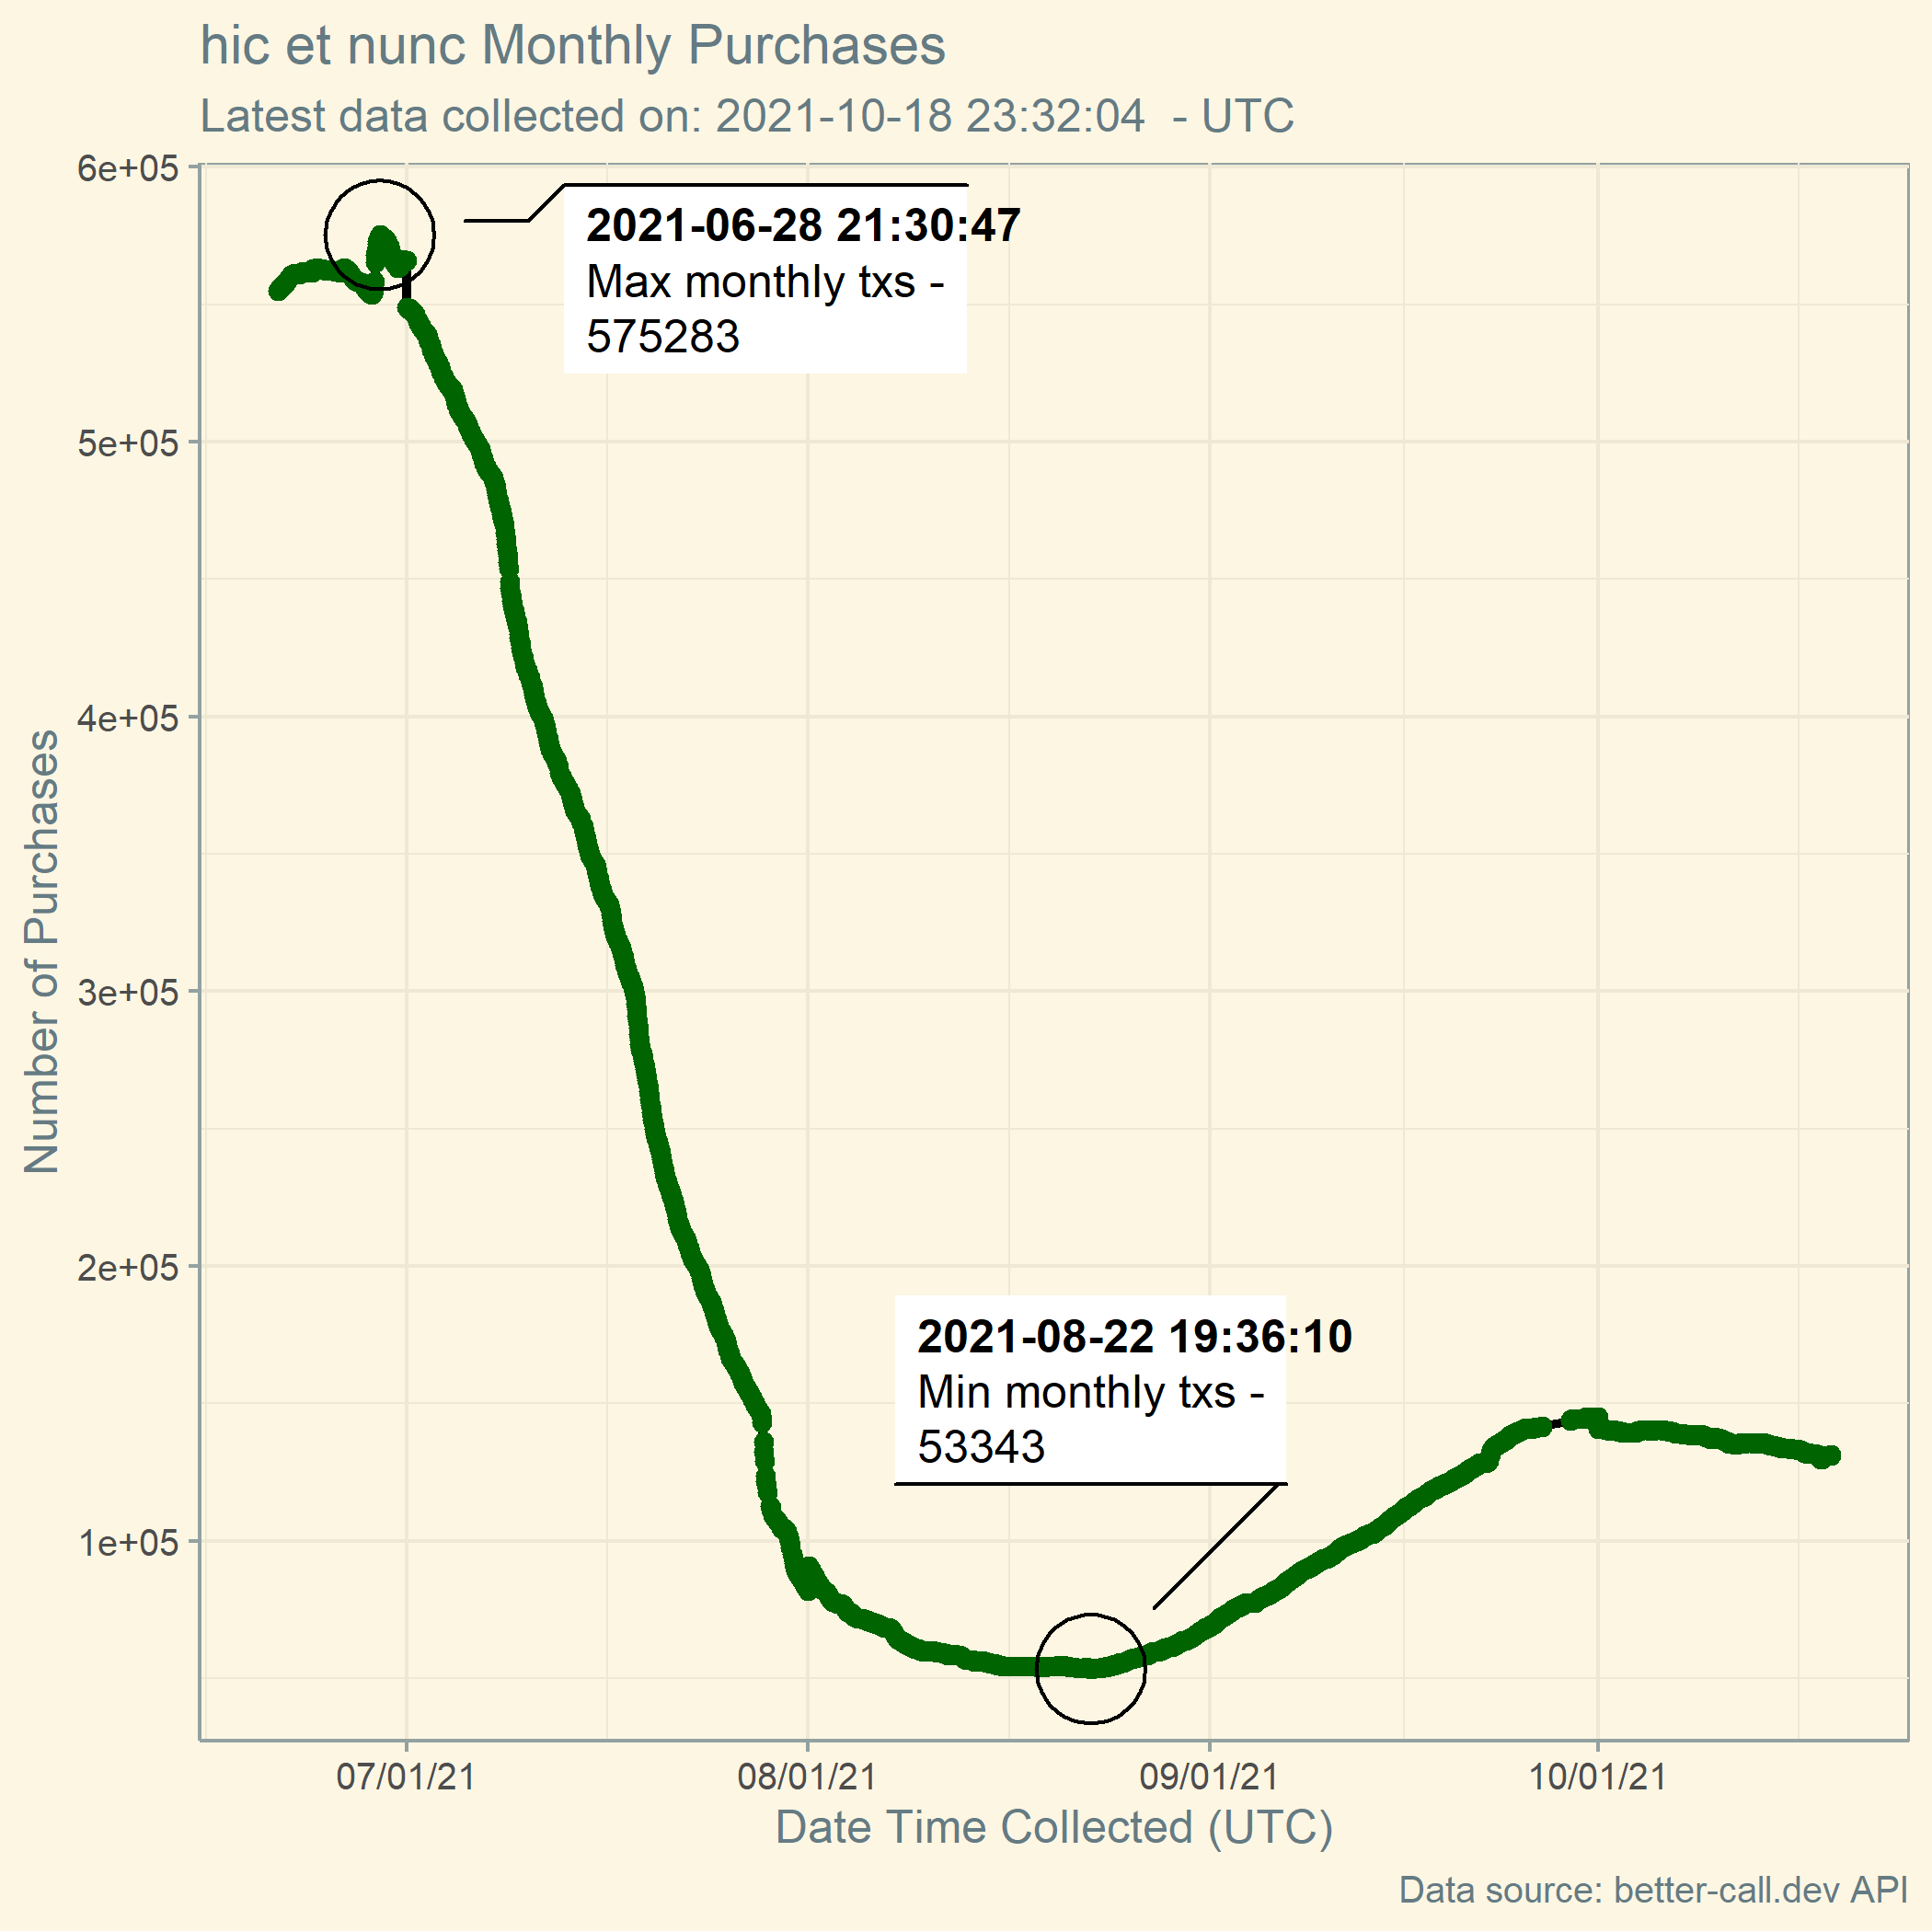 hic et nunc Monthly Purchases
Latest data collected on: 2021-10-18 23:32:04  - UTC
6e+05
5e+05
4e+05
3e+05
2e+05
1e+05
Number of Purchases
2021-06-28 21:30:47
Max monthly txs -
575283
2021-08-22 19:36:10
Min monthly txs -
53343
07/01/21
08/01/21
09/01/21
10/01/21
Date Time Collected (UTC)
Data source: better-call.dev API